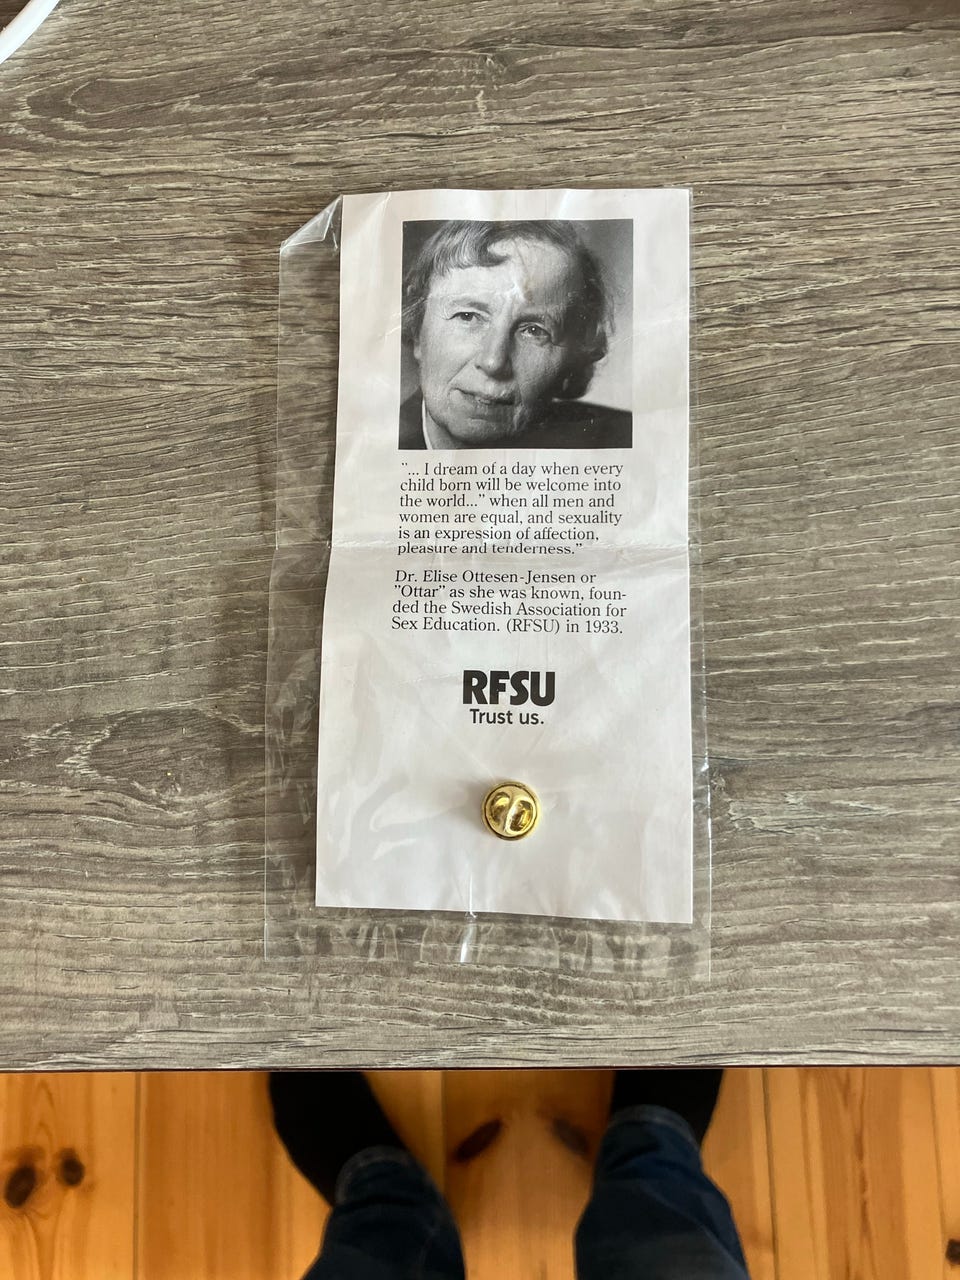 "... I dream of a day when every
child born will be welcome into
the world..." when all men and
women are equal, and sexuality
is an expression of affection,
pleasure and tenderness."
Dr. Elise Ottesen-Jensen or
"Ottar" as she was known, foun-
ded the Swedish Association for
Sex Education. (RFSU) in 1933.
RFSU
Trust us.